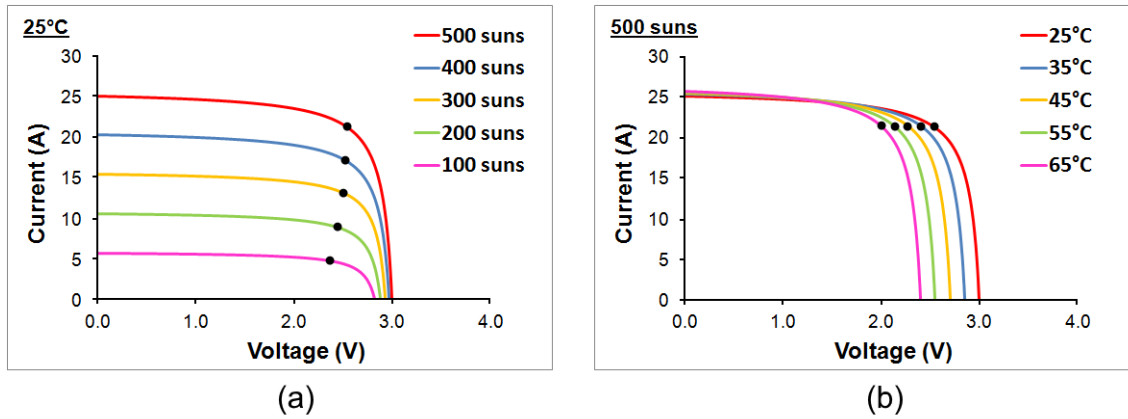 25°C
500 suns
400 suns
300 suns
200 suns
100 suns
30
25
20
15
10
5
0
Current (A)
0.0 1.0 2.0 3.0 4.0
Voltage (V)
(a)
500 suns
25°C
35°C
45°C
55°C
65°C
30
25
20
15
10
5
0
Current (A)
0.0 1.0 2.0 3.0 4.0
Voltage (V)
(b)